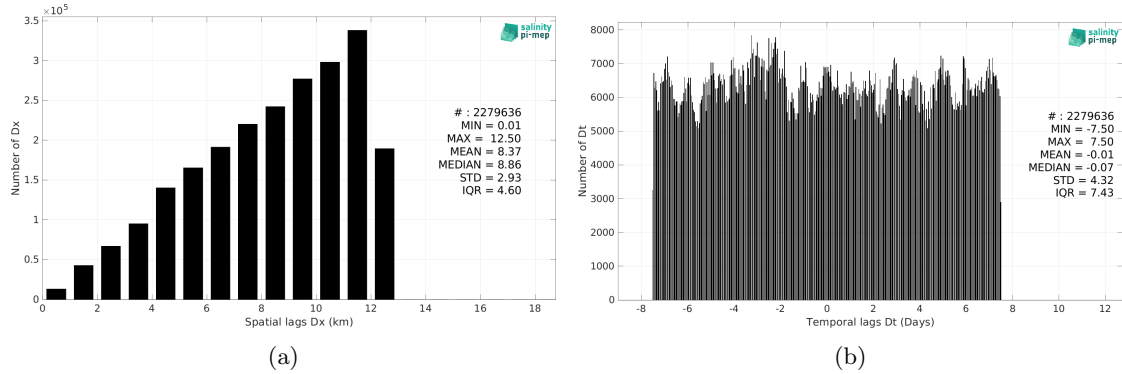 ×10⁵
3.5
3
2.5
2
1.5
1
0.5
0
Number of Dx
0 2 4 6 8 10 12 14 16 18
Spatial lags Dx (km)
salinity
pi-mep
# : 2279636
MIN = 0.01
MAX = 12.50
MEAN = 8.37
MEDIAN = 8.86
STD = 2.93
IQR = 4.60
(a)
8000
7000
6000
5000
4000
3000
2000
1000
0
Number of Dt
-8 -6 -4 -2 0 2 4 6 8 10 12
Temporal lags Dt (Days)
salinity
pi-mep
# : 2279636
MIN = -7.50
MAX = 7.50
MEAN = -0.01
MEDIAN = -0.07
STD = 4.32
IQR = 7.43
(b)